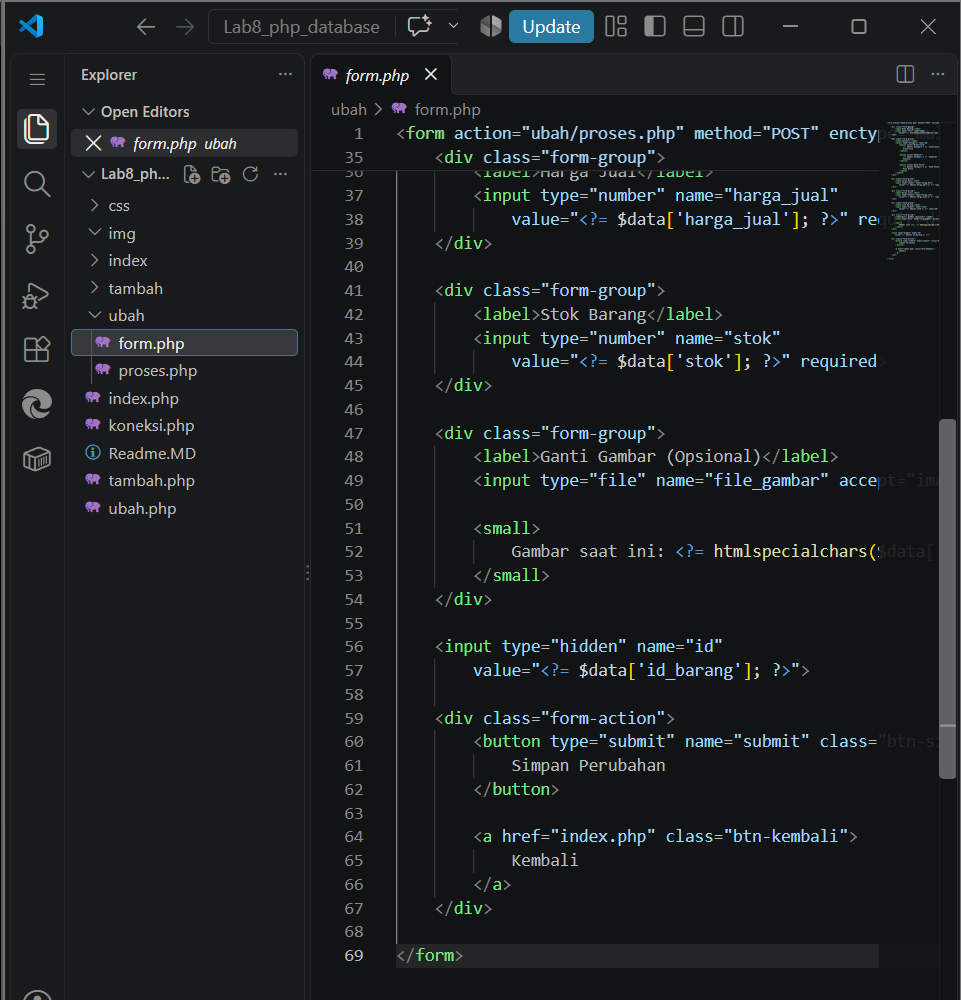 Lab8_php_database
Update
Explorer
Open Editors
form.php ubah
Lab8_ph...
css
img
index
tambah
ubah
form.php
proses.php
index.php
koneksi.php
Readme.MD
tambah.php
ubah.php
form.php
ubah > form.php
1 <form action="ubah/proses.php" method="POST"
35 <div class="form-group">
36 <label>Harga Jual</label>
37 <input type="number" name="harga_jual"
38 value="<?= $data['harga_jual']; ?>"
39 </div>
40
41 <div class="form-group">
42 <label>Stok Barang</label>
43 <input type="number" name="stok"
44 value="<?= $data['stok']; ?>" required
45 </div>
46
47 <div class="form-group">
48 <label>Ganti Gambar (Opsional)</label>
49 <input type="file" name="file_gambar"
50
51 <small>
52 Gambar saat ini: <?= htmlspecialchars($data[
53 </small>
54 </div>
55
56 <input type="hidden" name="id"
57 value="<?= $data['id_barang']; ?>">
58
59 <div class="form-action">
60 <button type="submit" name="submit" class=
61 Simpan Perubahan
62 </button>
63
64 <a href="index.php" class="btn-kembali">
65 Kembali
66 </a>
67 </div>
68
69 </form>